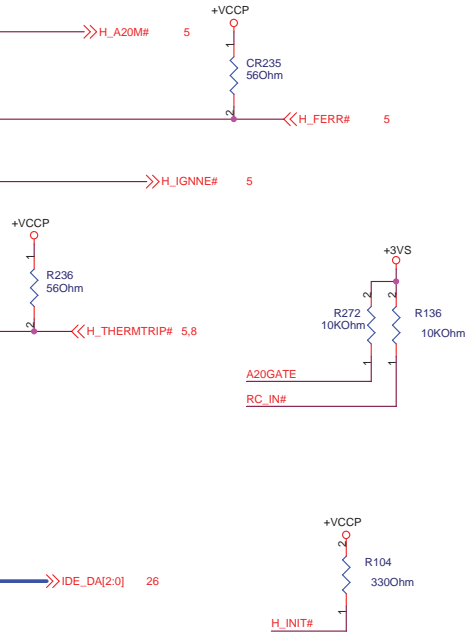 +VCCP
H_A20M# 5
1
CR235
56Ohm
2
H_FERR# 5
H_IGNNE# 5
+VCCP
1
R236
56Ohm
2
H_THERMTRIP# 5,8
+3VS
2 2
R272 R136
10KOhm 10KOhm
1 1
A20GATE
RC_IN#
+VCCP
2
R104
IDE_DA[2:0] 26
330Ohm
1
H_INIT#